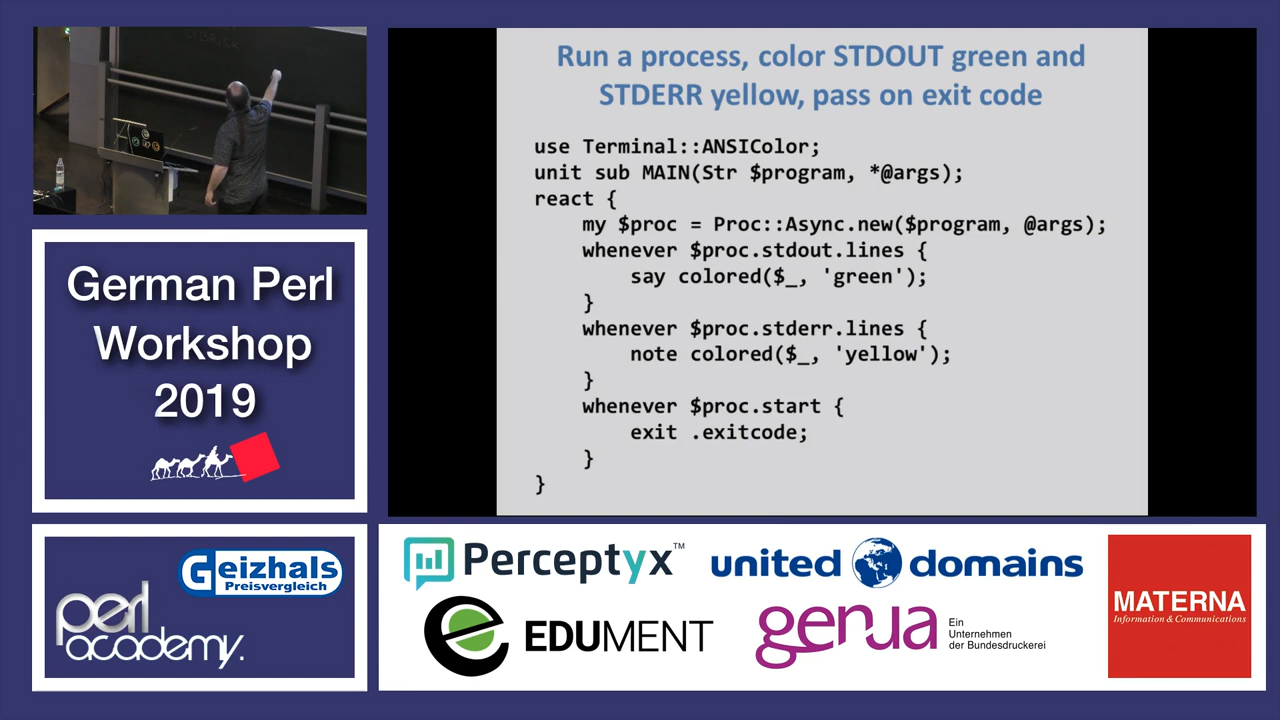 Run a process, color STDOUT green and
STDERR yellow, pass on exit code
use Terminal::ANSIColor;
unit sub MAIN(Str $program, *@args);
react {
    my $proc = Proc::Async.new($program, @args);
    whenever $proc.stdout.lines {
        say colored($_, 'green');
    }
    whenever $proc.stderr.lines {
        note colored($_, 'yellow');
    }
    whenever $proc.start {
        exit .exitcode;
    }
}
German Perl
Workshop
2019
Geizhals
Preisvergleich
perl
academy.
Perceptyx™
united domains
EDUMENT
genua
Ein
Unternehmen
der Bundesdruckerei
MATERNA
Information & Communications